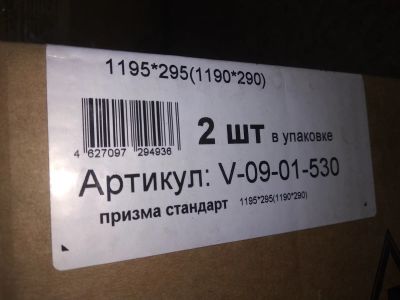 1195*295(1190*290)
2 шт в упаковке
4 627097 294936
Артикул: V-09-01-530
призма стандарт 1195*295(1190*290)